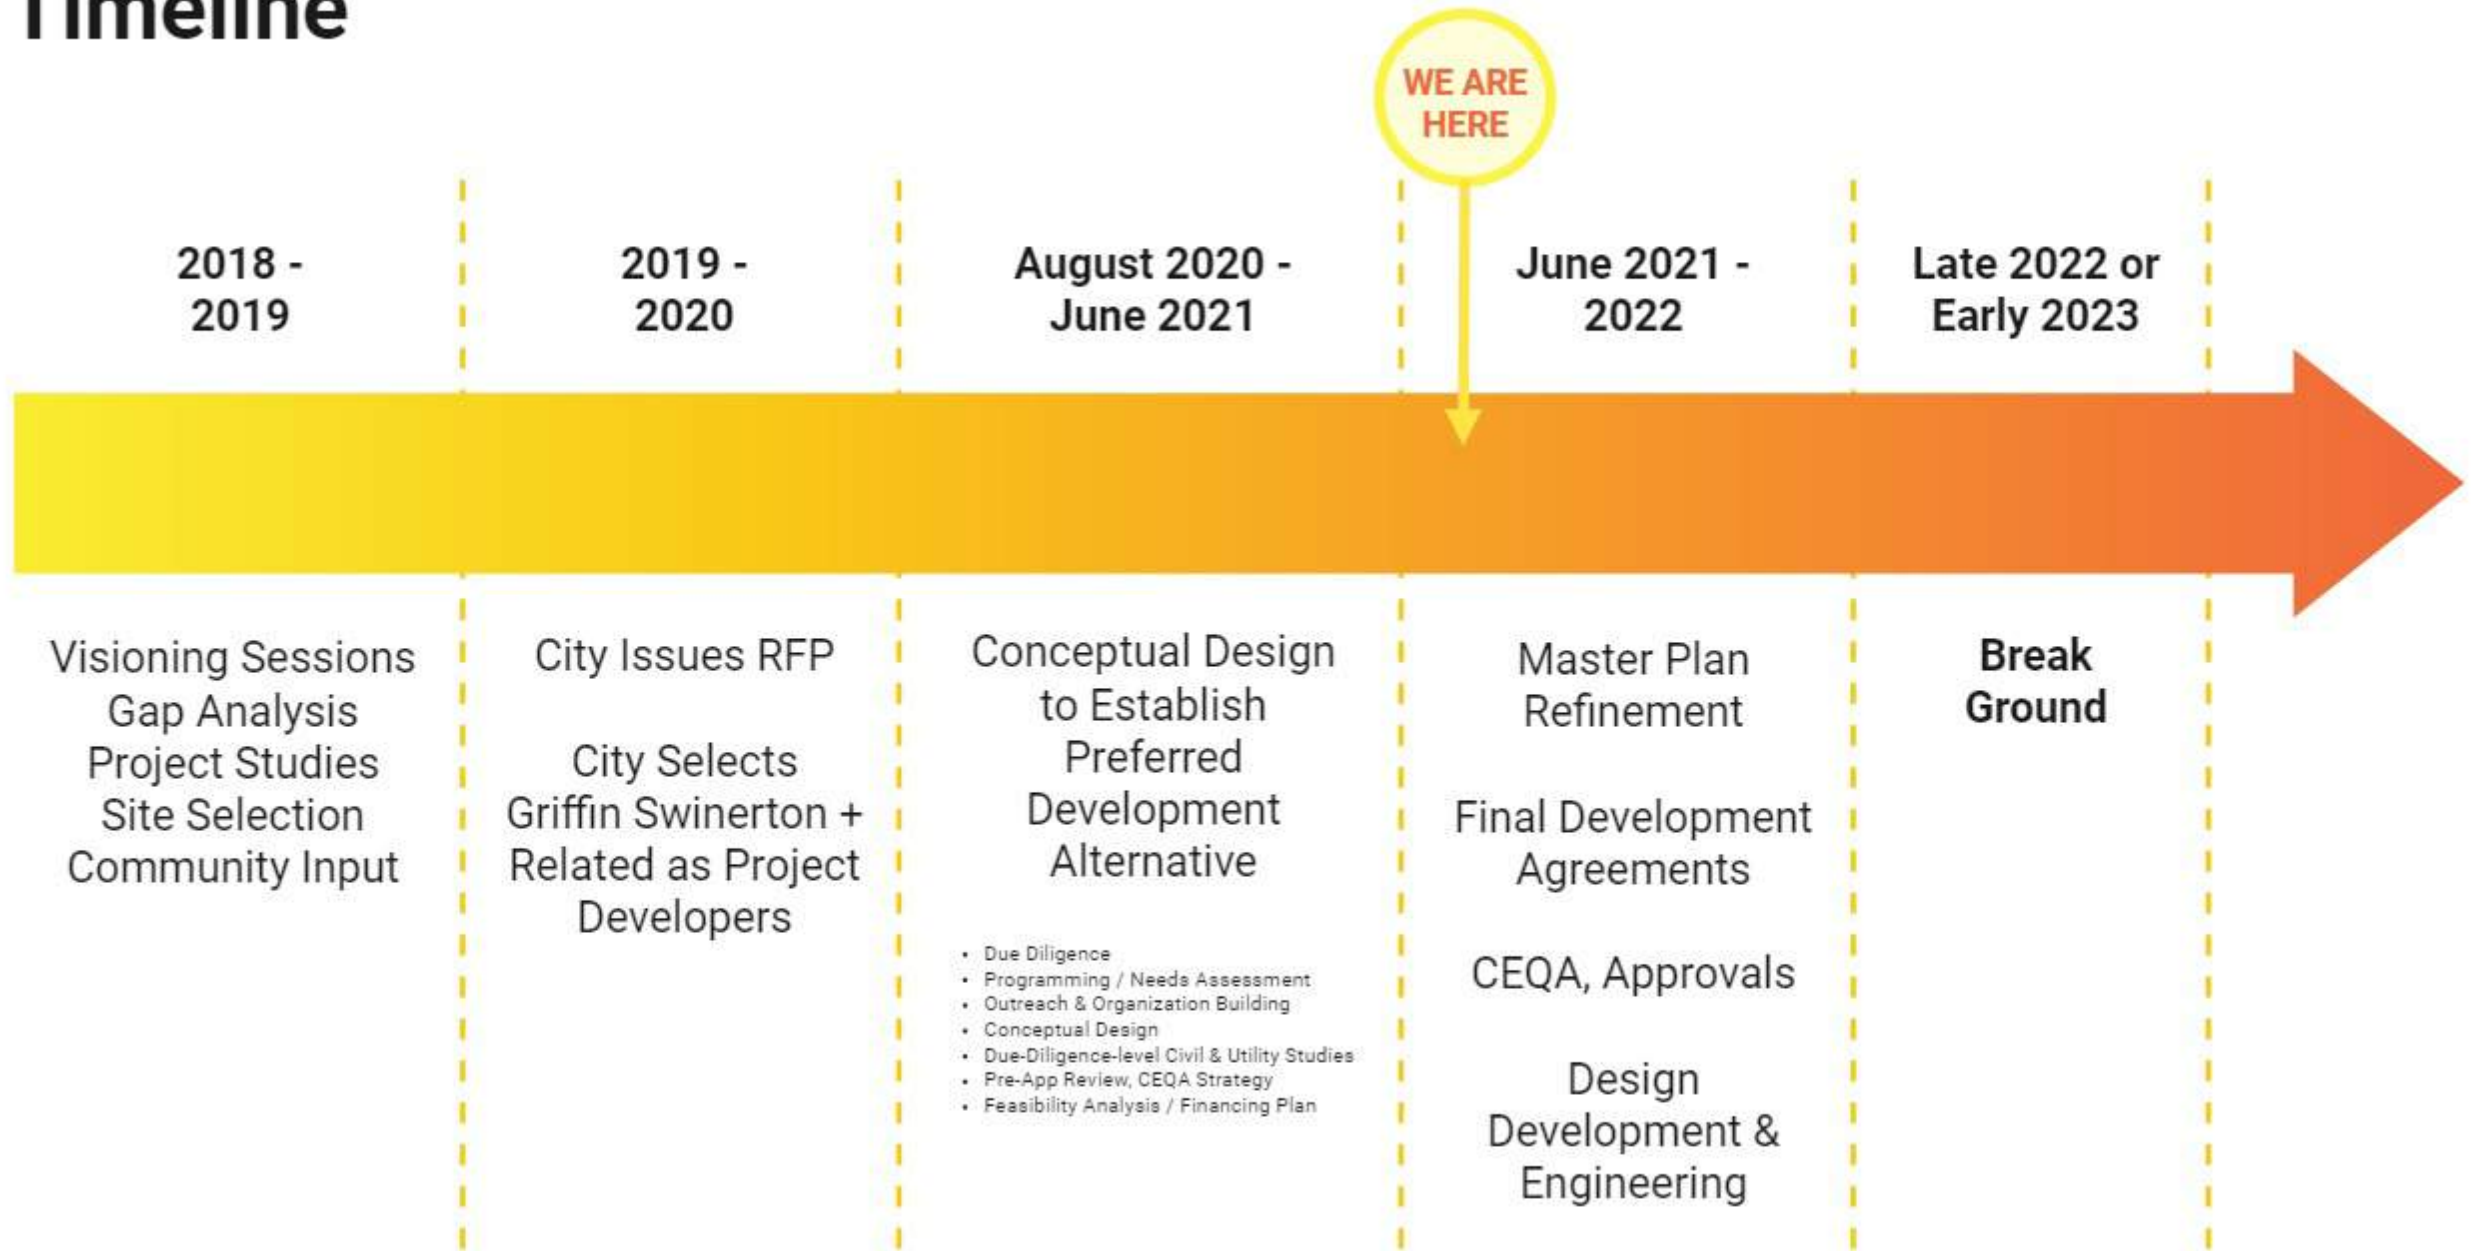 Timeline
WE ARE
HERE
2018 -
2019
2019 -
2020
August 2020 -
June 2021
June 2021 -
2022
Late 2022 or
Early 2023
Visioning Sessions
Gap Analysis
Project Studies
Site Selection
Community Input
City Issues RFP
City Selects
Griffin Swinerton +
Related as Project
Developers
Conceptual Design
to Establish
Preferred
Development
Alternative
• Due Diligence
• Programming / Needs Assessment
• Outreach & Organization Building
• Conceptual Design
• Due-Diligence-level Civil & Utility Studies
• Pre-App Review, CEQA Strategy
• Feasibility Analysis / Financing Plan
Master Plan
Refinement
Final Development
Agreements
CEQA, Approvals
Design
Development &
Engineering
Break
Ground